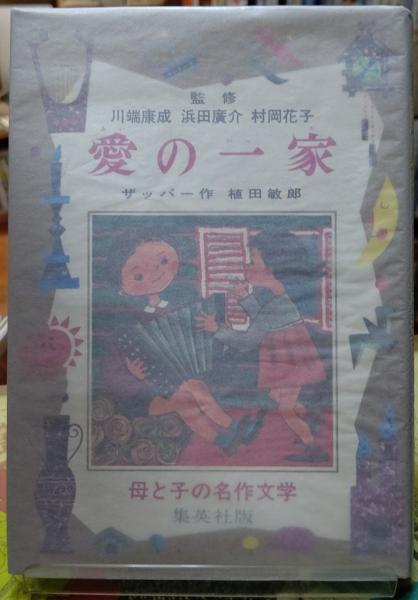 監修
川端康成 浜田廣介 村岡花子
愛の一家
ザッパー作 植田敏郎
母と子の名作文学
集英社版